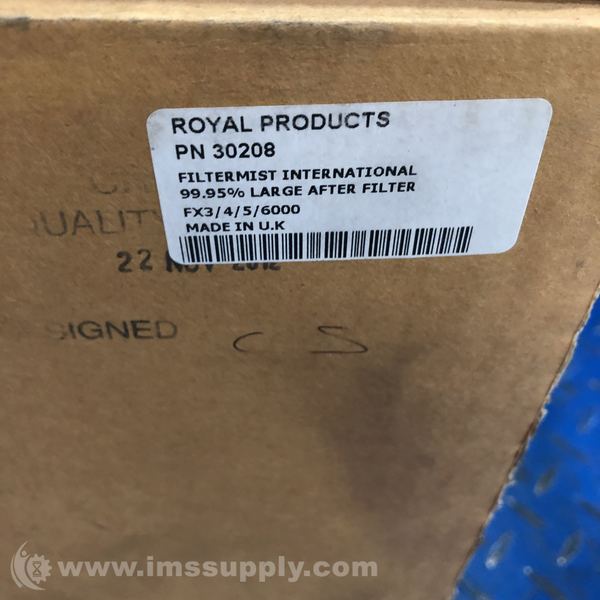 ROYAL PRODUCTS
PN 30208
FILTERMIST INTERNATIONAL
99.95% LARGE AFTER FILTER
FX3/4/5/6000
MADE IN U.K
22 NOV 2012
SIGNED C S
www.imssupply.com